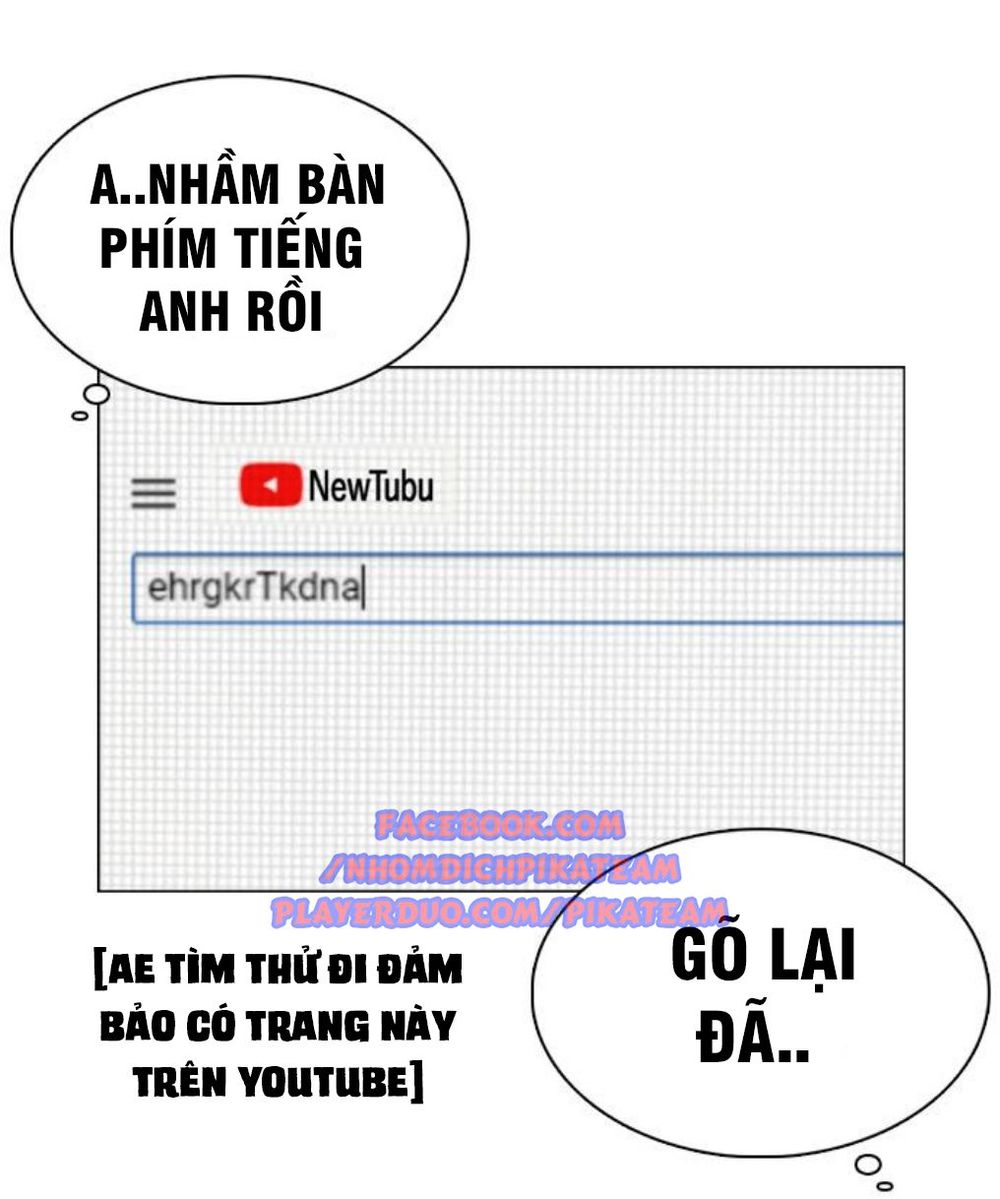 A..NHẦM BÀN
PHÍM TIẾNG
ANH RỒI
NewTubu
ehrgkrTkdna
FACEBOOK.COM
/NHOMDICHPIKATEAM
PLAYERDUO.COM/PIKATEAM
[AE TÌM THỬ ĐI ĐẢM
BẢO CÓ TRANG NÀY
TRÊN YOUTUBE]
GÕ LẠI
ĐÃ..